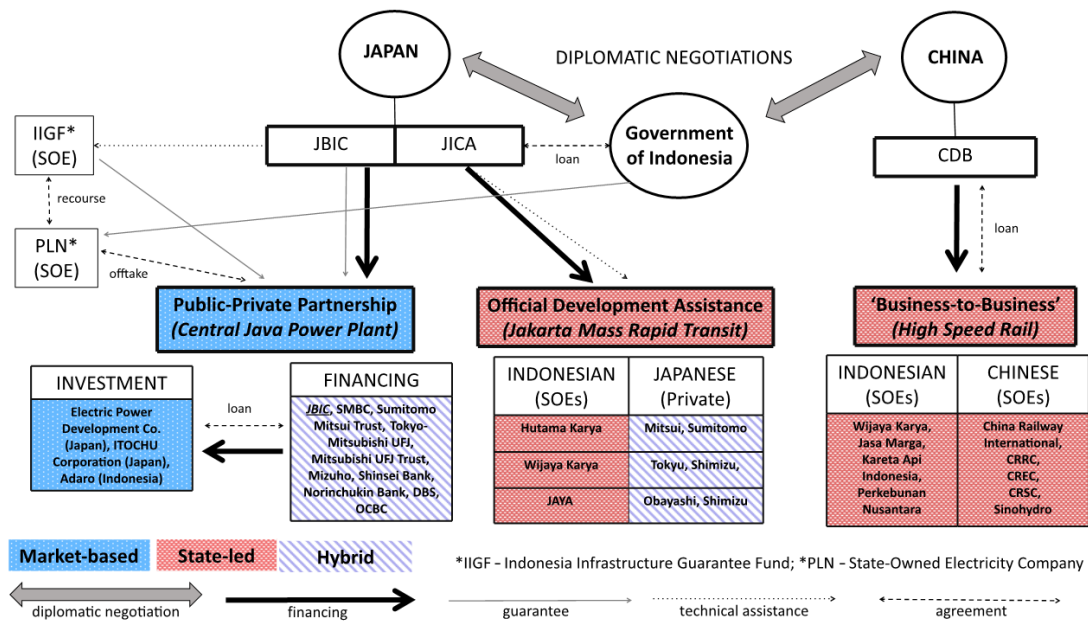 JAPAN
DIPLOMATIC NEGOTIATIONS
CHINA
IIGF*
(SOE)
JBIC
JICA
loan
Government
of Indonesia
CDB
recourse
PLN*
(SOE)
offtake
loan
Public-Private Partnership
(Central Java Power Plant)
Official Development Assistance
(Jakarta Mass Rapid Transit)
‘Business-to-Business’
(High Speed Rail)
INVESTMENT
Electric Power
Development Co.
(Japan), ITOCHU
Corporation (Japan),
Adaro (Indonesia)
loan
FINANCING
JBIC, SMBC, Sumitomo
Mitsui Trust, Tokyo-
Mitsubishi UFJ,
Mitsubishi UFJ Trust,
Mizuho, Shinsei Bank,
Norinchukin Bank, DBS,
OCBC
INDONESIAN
(SOEs)
JAPANESE
(Private)
Hutama Karya
Mitsui, Sumitomo
Wijaya Karya
Tokyu, Shimizu,
JAYA
Obayashi, Shimizu
INDONESIAN
(SOEs)
CHINESE
(SOEs)
Wijaya Karya,
Jasa Marga,
Kareta Api
Indonesia,
Perkebunan
Nusantara
China Railway
International,
CRRC,
CREC,
CRSC,
Sinohydro
Market-based
State-led
Hybrid
*IIGF – Indonesia Infrastructure Guarantee Fund; *PLN – State-Owned Electricity Company
diplomatic negotiation
financing
guarantee
technical assistance
agreement